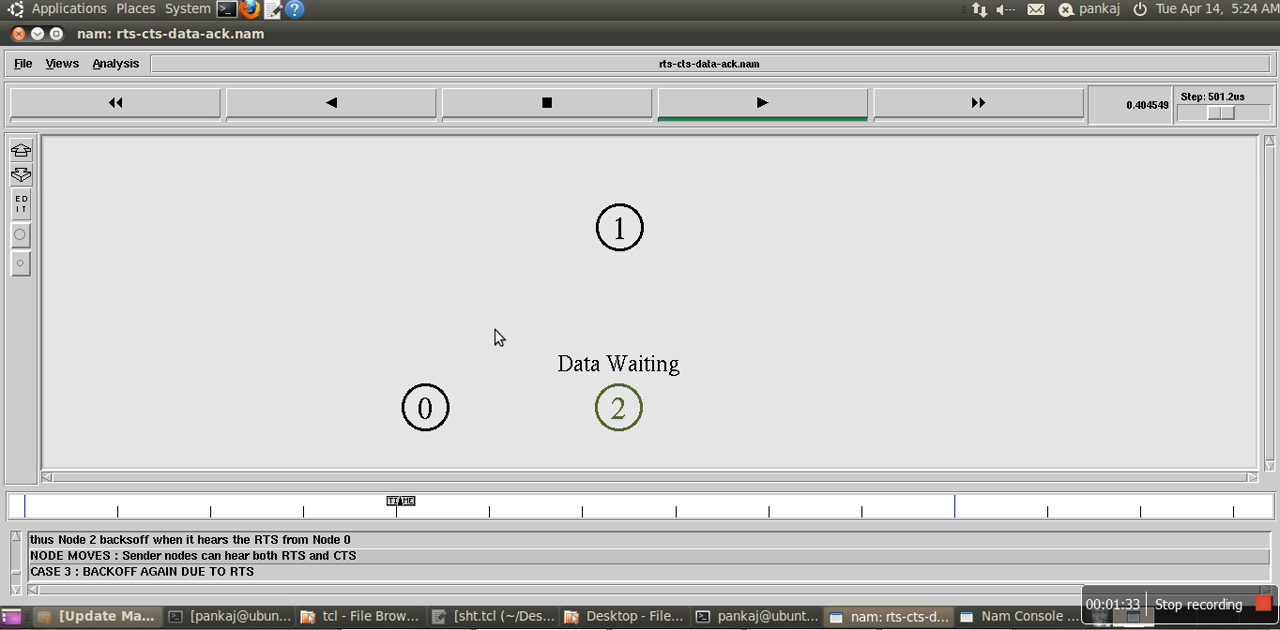 Applications Places System pankaj Tue Apr 14, 5:24 AM
nam: rts-cts-data-ack.nam
File Views Analysis rts-cts-data-ack.nam
0.404549 Step: 501.2us
E D
I T
1
Data Waiting
0 2
TIME
thus Node 2 backsoff when it hears the RTS from Node 0
NODE MOVES : Sender nodes can hear both RTS and CTS
CASE 3 : BACKOFF AGAIN DUE TO RTS
[Update Ma... [pankaj@ubun... tcl - File Brow... [sht.tcl (~/Des... Desktop - File... pankaj@ubunt... nam: rts-cts-d... Nam Console ... 00:01:33 Stop recording